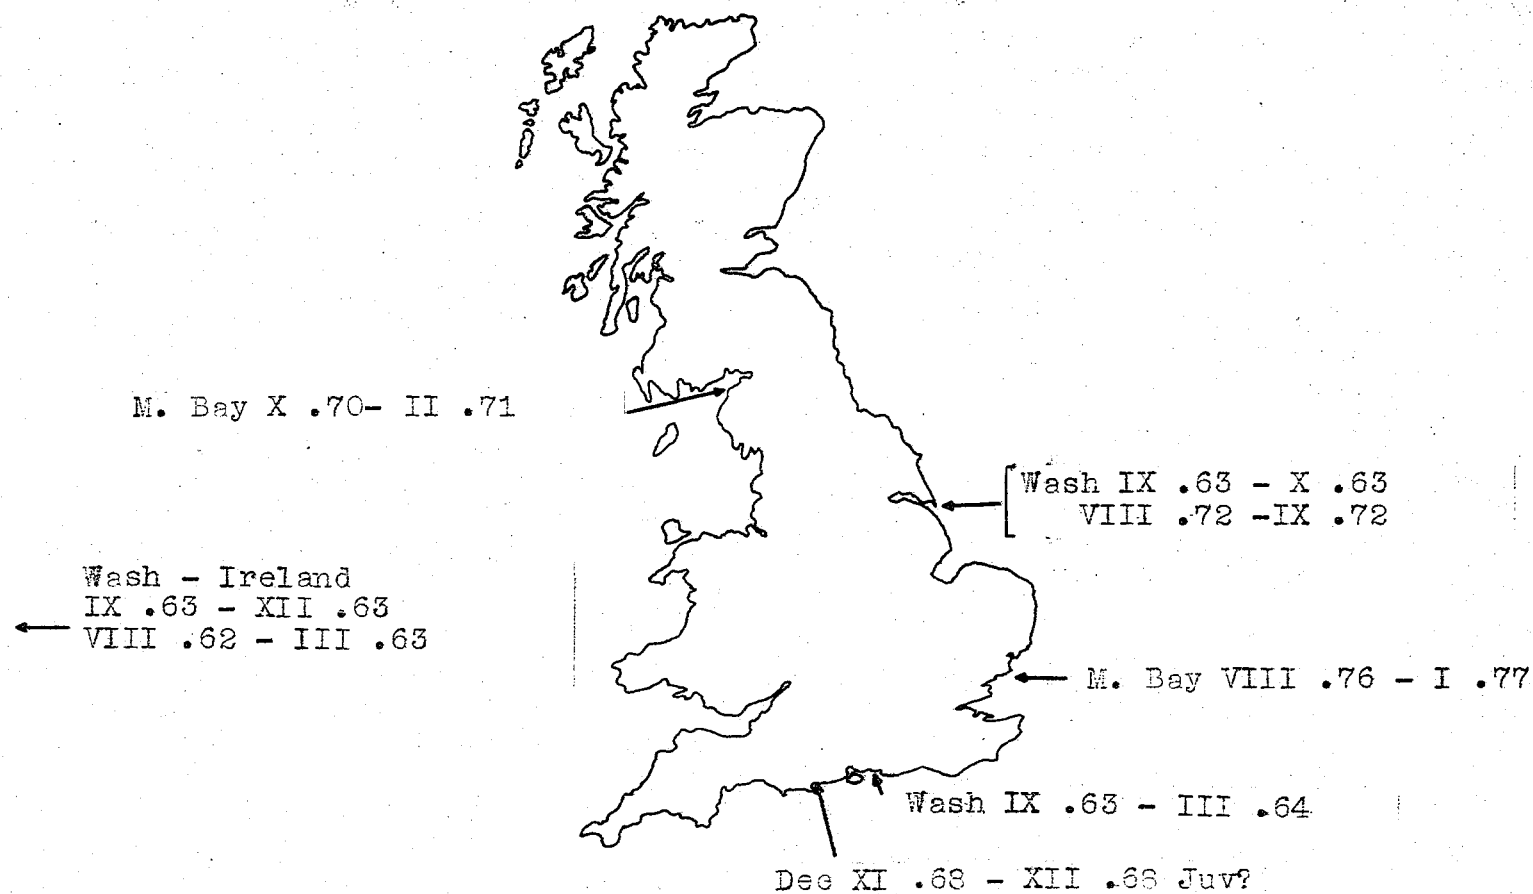 M. Bay X .70- II .71
Wash IX .63 - X .63
VIII .72 -IX .72
Wash - Ireland
IX .63 - XII .63
VIII .62 - III .63
M. Bay VIII .76 - I .77
Wash IX .63 - III .64
Dee XI .68 - XII .68 Juv?